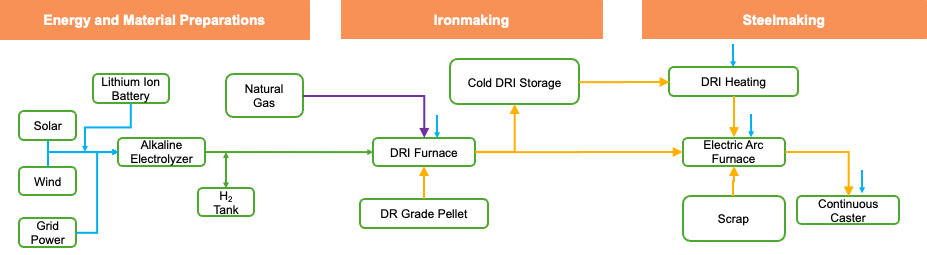 Energy and Material Preparations
Ironmaking
Steelmaking
Lithium Ion
Battery
Natural
Gas
Cold DRI Storage
DRI Heating
Solar
Alkaline
Electrolyzer
DRI Furnace
Electric Arc
Furnace
Wind
H₂
Tank
DR Grade Pellet
Scrap
Continuous
Caster
Grid
Power